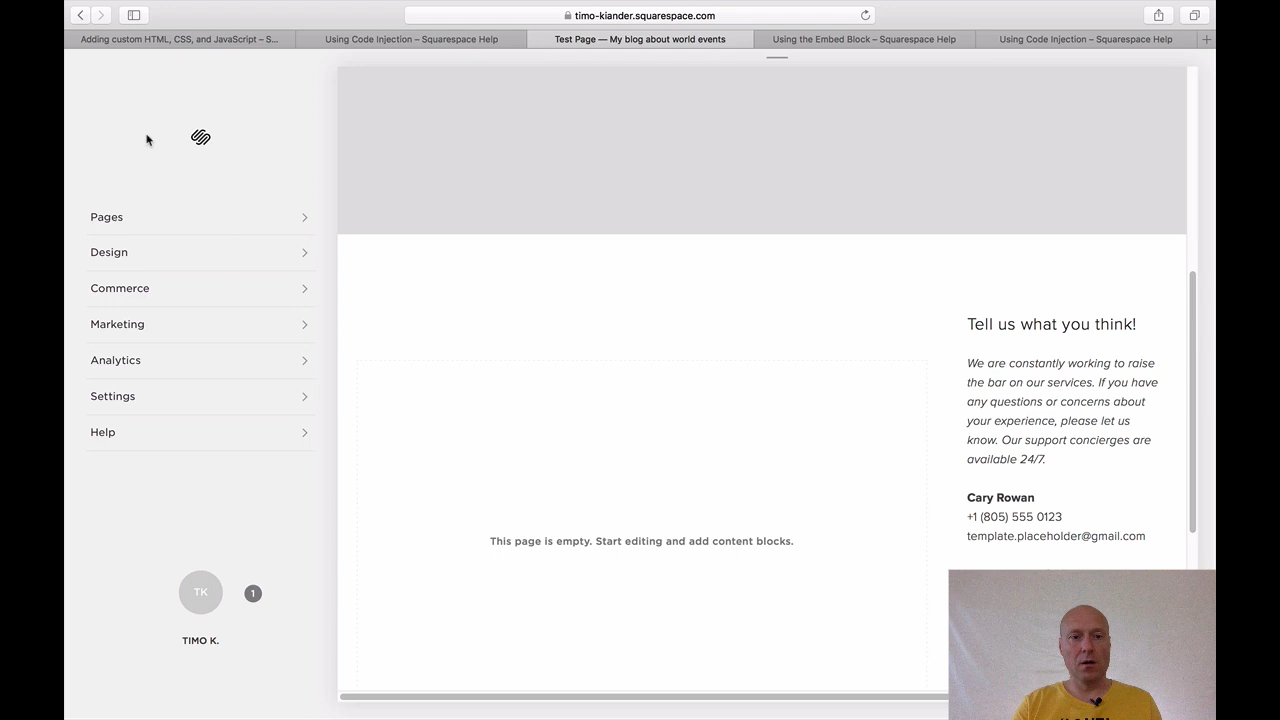 timo-kiander.squarespace.com
Adding custom HTML, CSS, and JavaScript – S...
Using Code Injection – Squarespace Help
Test Page — My blog about world events
Using the Embed Block – Squarespace Help
Using Code Injection – Squarespace Help
Pages
Design
Commerce
Marketing
Analytics
Settings
Help
TK
1
TIMO K.
This page is empty. Start editing and add content blocks.
Tell us what you think!
We are constantly working to raise
the bar on our services. If you have
any questions or concerns about
your experience, please let us
know. Our support concierges are
available 24/7.
Cary Rowan
+1 (805) 555 0123
template.placeholder@gmail.com